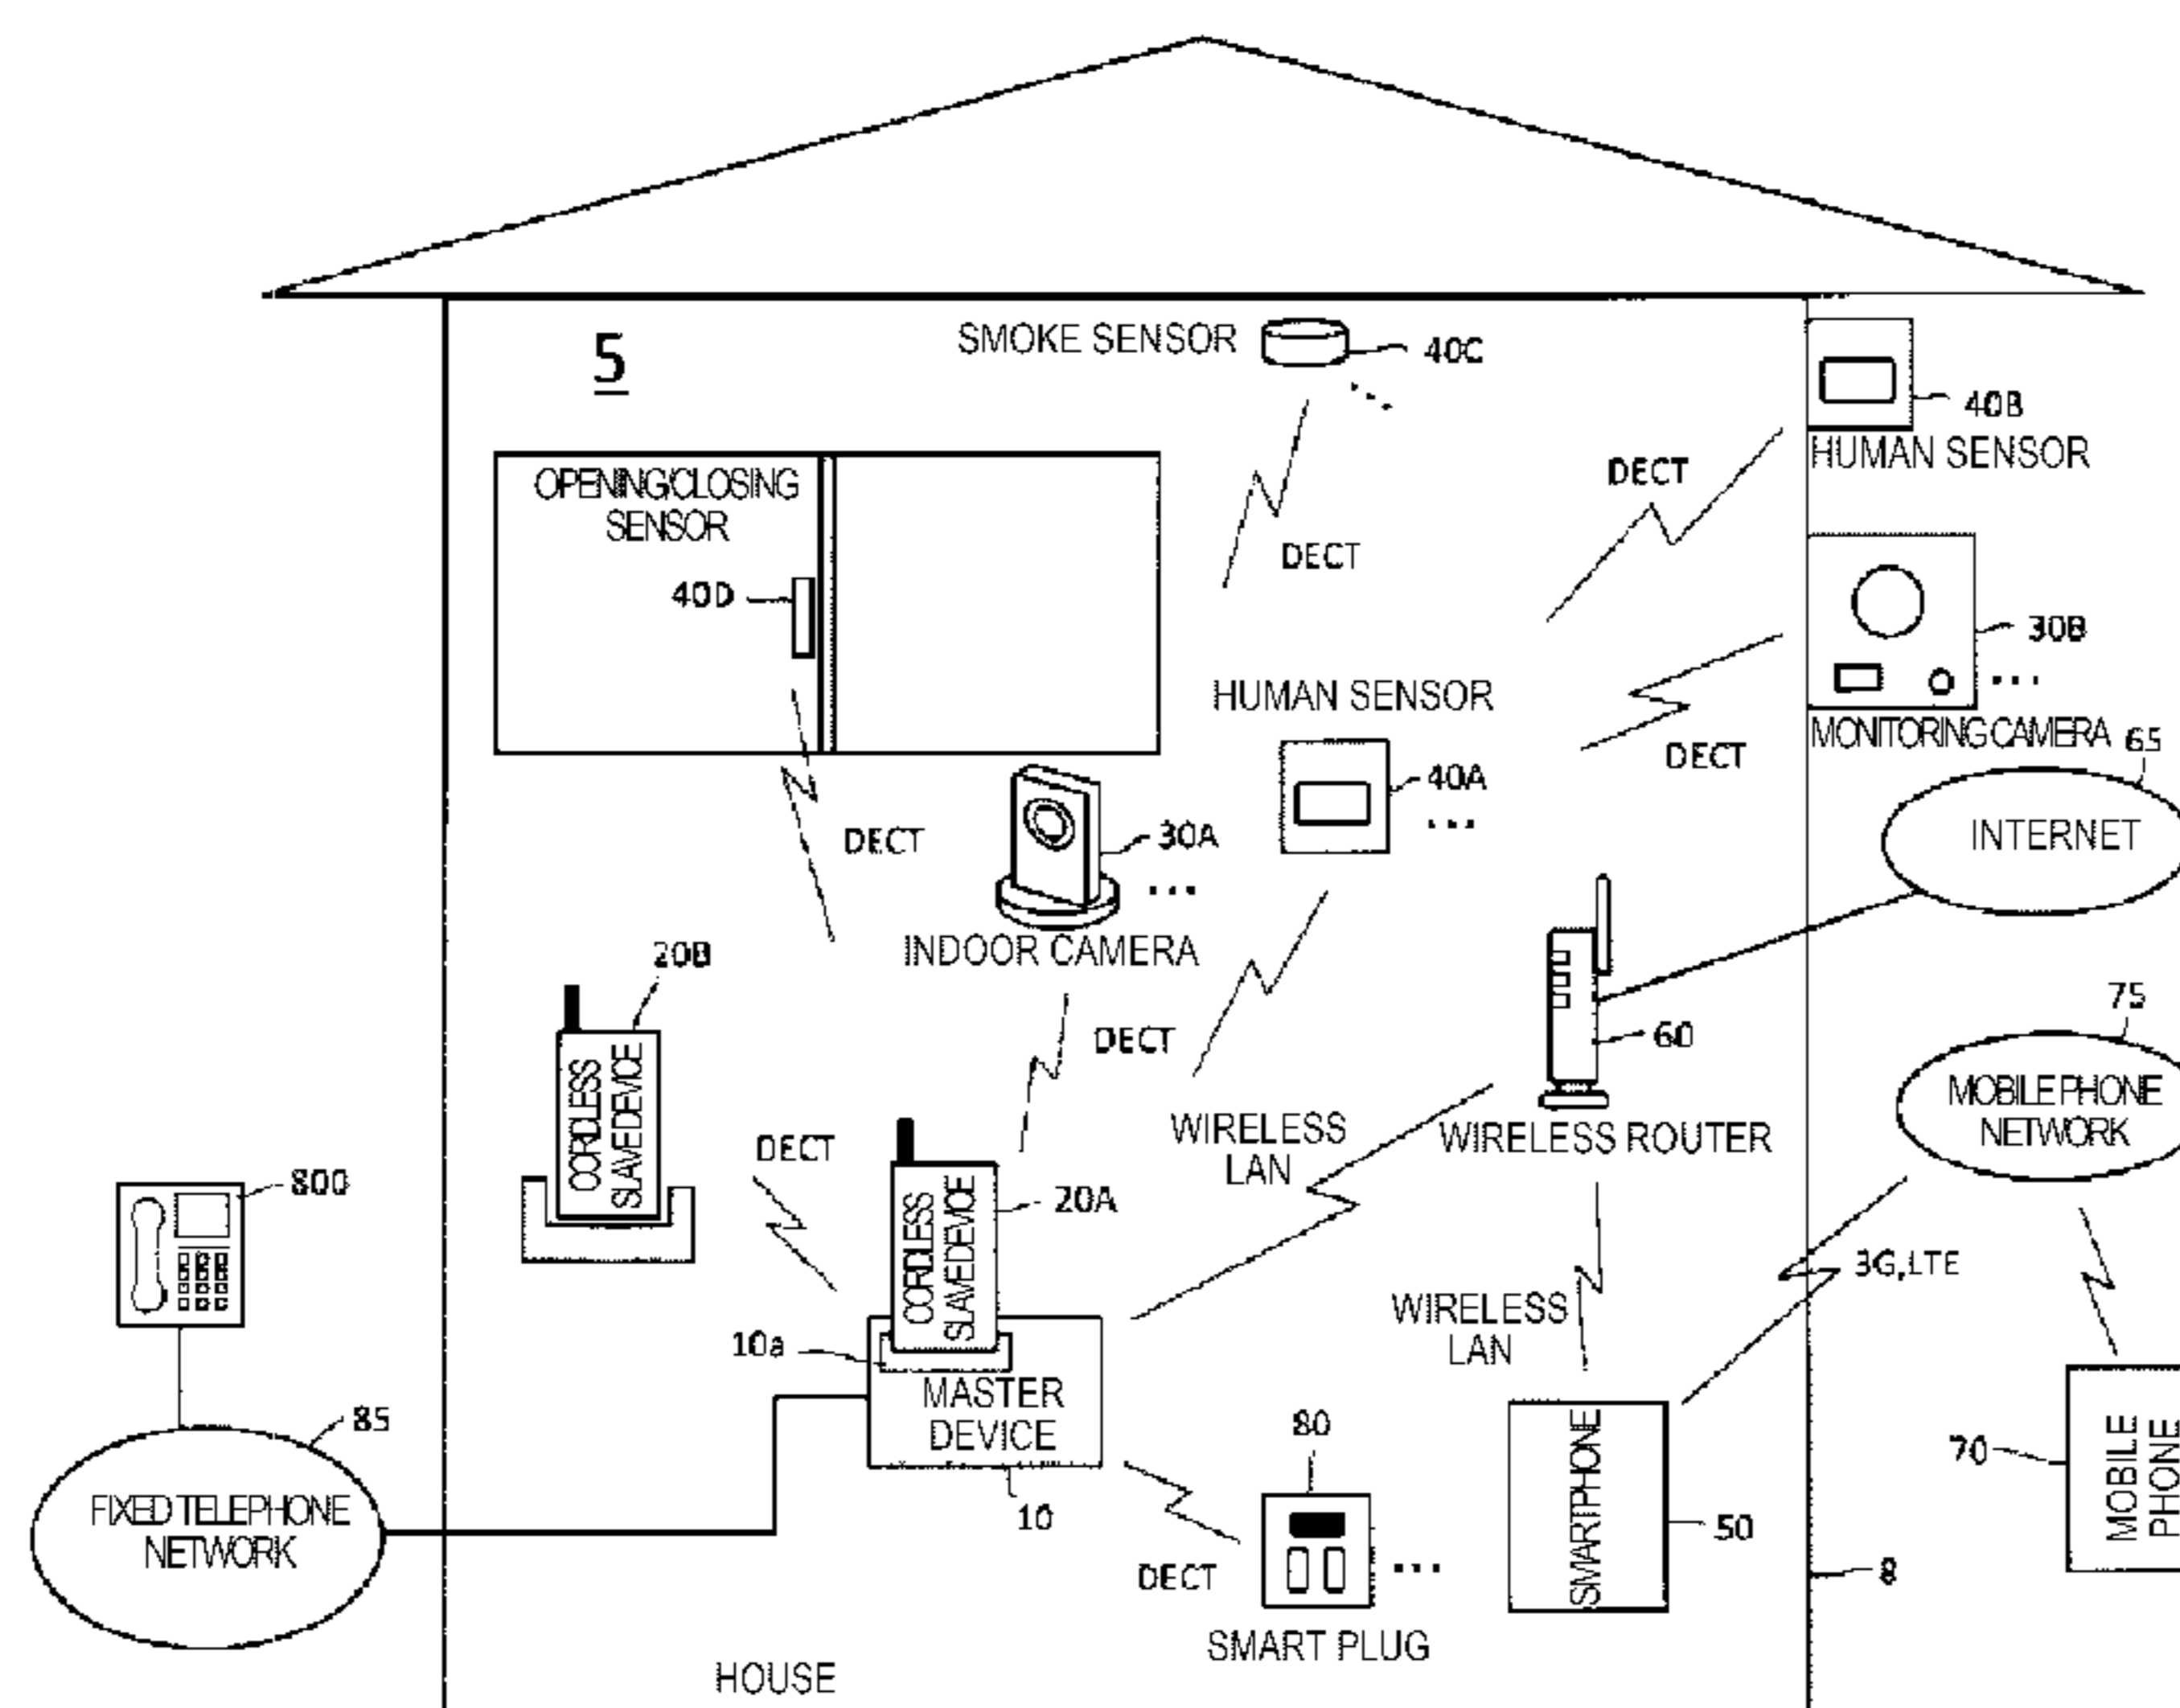 5
SMOKE SENSOR
40C
40B
HUMAN SENSOR
DECT
OPENING/CLOSING
SENSOR
DECT
40D
30B
HUMAN SENSOR
MONITORING CAMERA
DECT
65
40A
INTERNET
DECT
30A
INDOOR CAMERA
20B
75
60
DECT
MOBILE PHONE
NETWORK
CORDLESS
SLAVE DEVICE
WIRELESS
LAN
WIRELESS ROUTER
DECT
800
20A
CORDLESS
SLAVE DEVICE
3G,LTE
WIRELESS
LAN
10a
MASTER
DEVICE
85
80
SMARTPHONE
70
MOBILE
PHONE
FIXED TELEPHONE
NETWORK
10
50
DECT
8
SMART PLUG
HOUSE